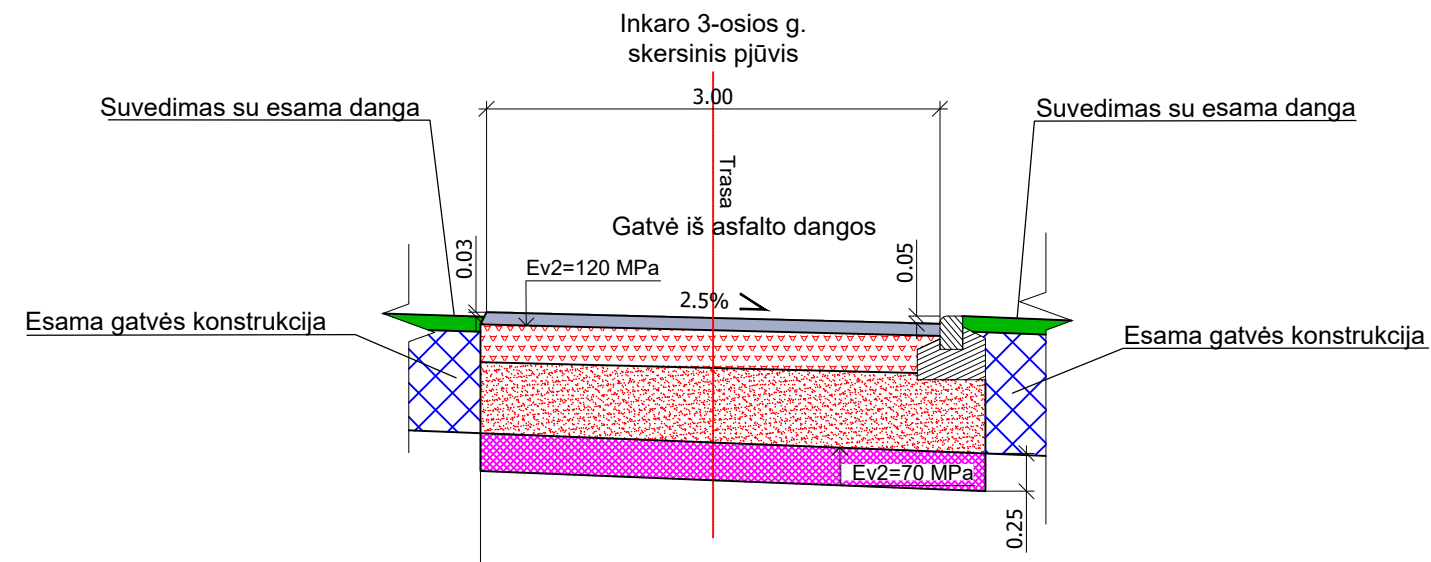 Inkaro 3-osios g.
skersinis pjūvis
3.00
Suvedimas su esama danga
Suvedimas su esama danga
Trasa
Gatvė iš asfalto dangos
0.03
0.05
Ev2=120 MPa
2.5%
Esama gatvės konstrukcija
Esama gatvės konstrukcija
Ev2=70 MPa
0.25